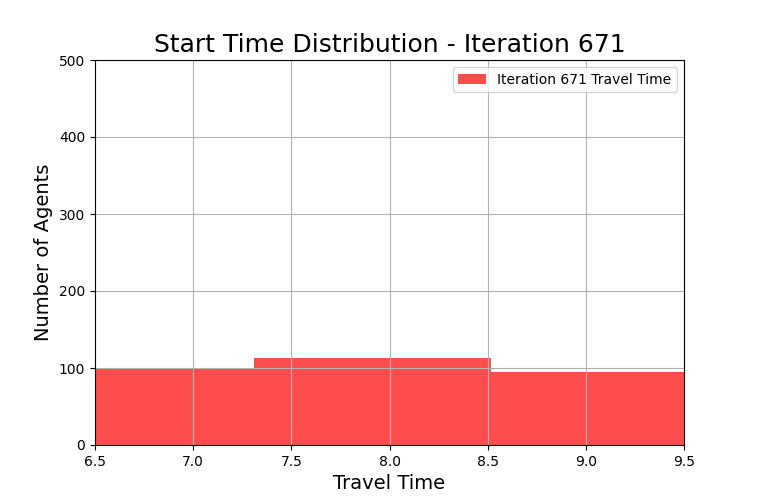 Start Time Distribution - Iteration 671
Iteration 671 Travel Time
Number of Agents
500
400
300
200
100
0
6.5 7.0 7.5 8.0 8.5 9.0 9.5
Travel Time